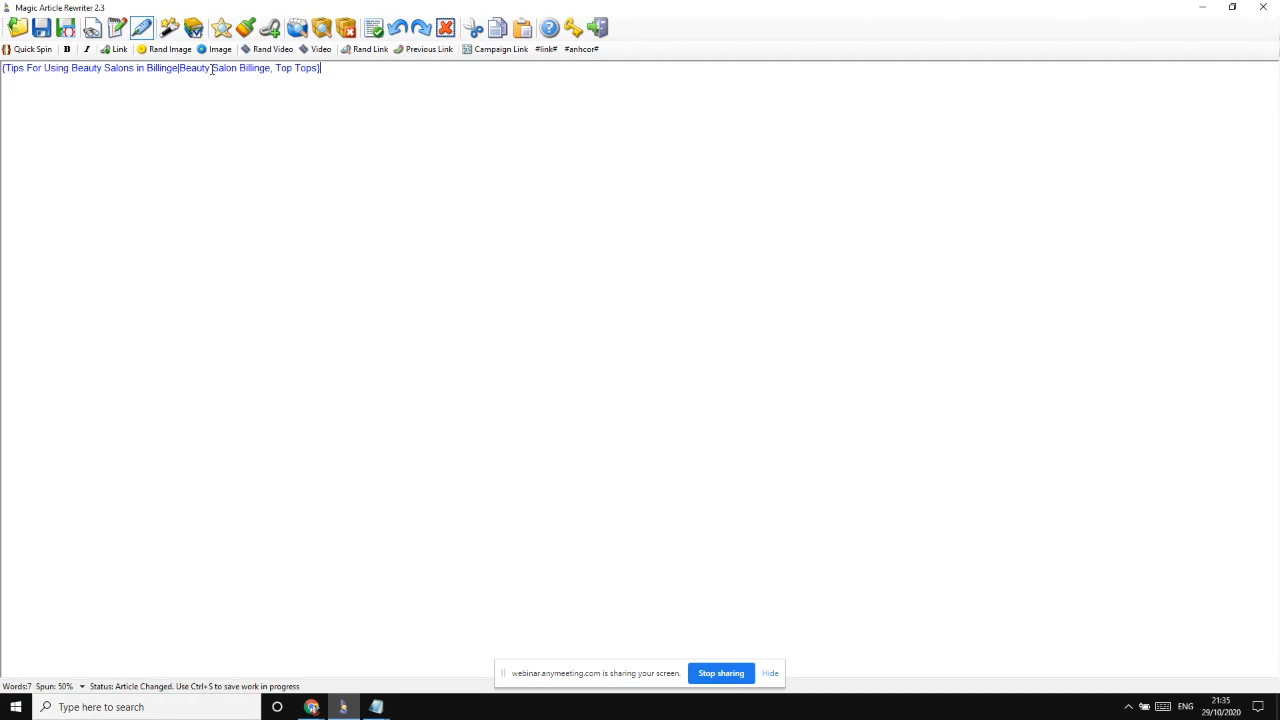 Magic Article Rewriter 2.3
Quick Spin B I Link Rand Image Image Rand Video Video Rand Link Previous Link Campaign Link #link# #anhcor#
{Tips For Using Beauty Salons in Billinge|Beauty Salon Billinge, Top Tops}
webinar.anymeeting.com is sharing your screen. Stop sharing Hide
Words:7 Spun: 50% Status: Article Changed. Use Ctrl+S to save work in progress
Type here to search
ENG
21:35
29/10/2020